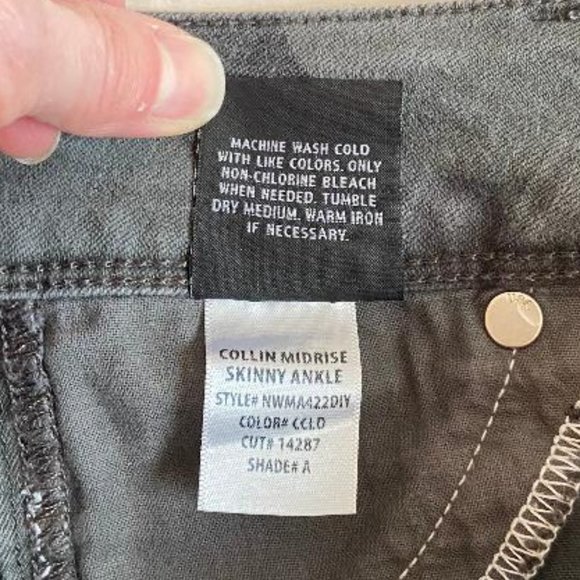 MACHINE WASH COLD
WITH LIKE COLORS. ONLY
NON-CHLORINE BLEACH
WHEN NEEDED. TUMBLE
DRY MEDIUM. WARM IRON
IF NECESSARY.
COLLIN MIDRISE
SKINNY ANKLE
STYLE# NWMA422DIY
COLOR# CCLD
CUT# 14287
SHADE# A